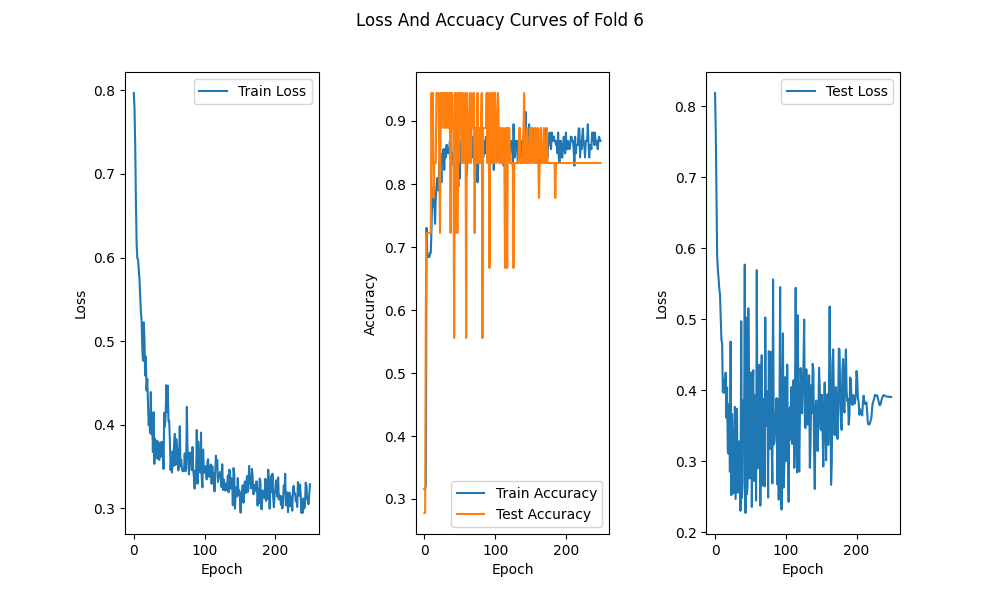 Loss And Accuacy Curves of Fold 6
Train Loss
0.8
0.7
0.6
0.5
0.4
0.3
Loss
0
100
200
Epoch
0.9
0.8
0.7
0.6
0.5
0.4
0.3
Accuracy
Train Accuracy
Test Accuracy
0
100
200
Epoch
Test Loss
0.8
0.7
0.6
0.5
0.4
0.3
0.2
Loss
0
100
200
Epoch